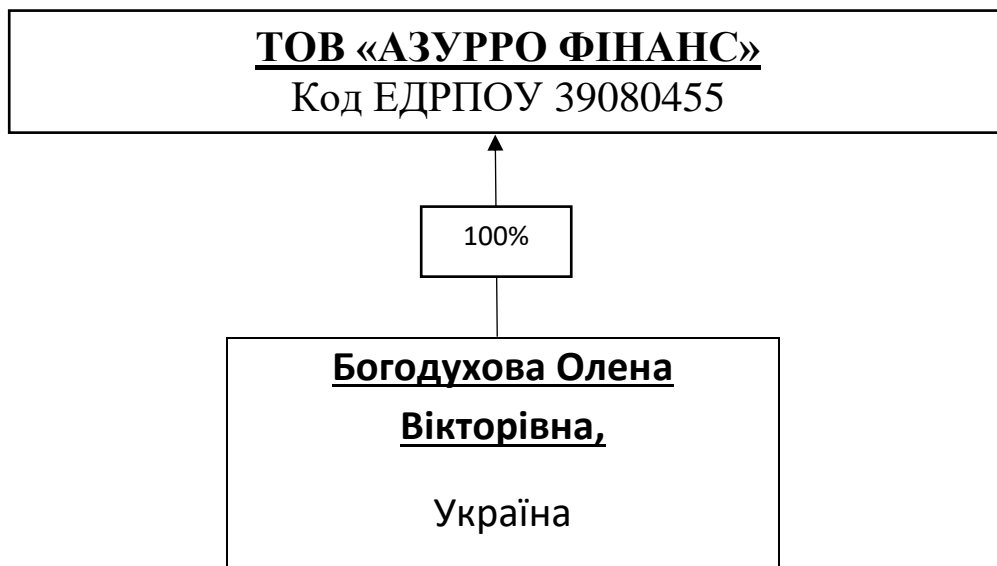 ТОВ «АЗУРРО ФІНАНС»
Код ЕДРПОУ 39080455
100%
Богодухова Олена
Вікторівна,
Україна